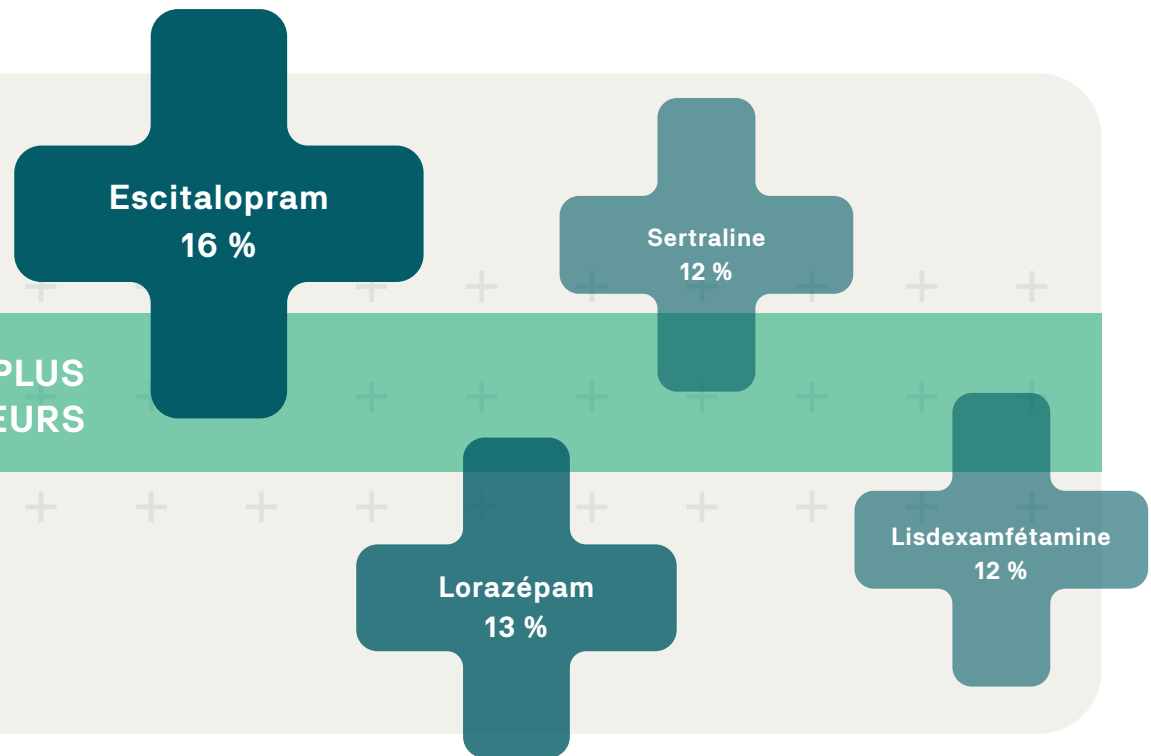 Escitalopram
16 %
Sertraline
12 %
PLUS
EURS
Lorazépam
13 %
Lisdexamfétamine
12 %